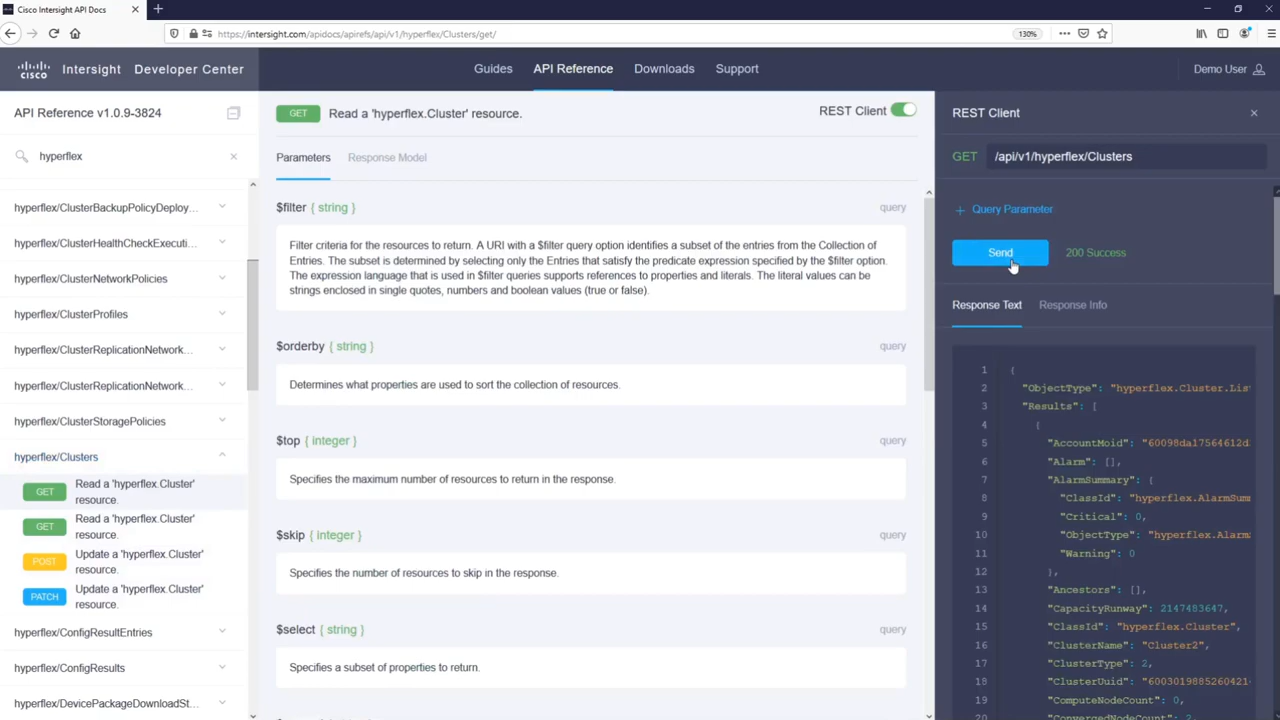 Cisco Intersight API Docs
https://intersight.com/apidocs/apirefs/api/v1/hyperflex/Clusters/get/
130%
CISCO
Intersight Developer Center
Guides
API Reference
Downloads
Support
Demo User
API Reference v1.0.9-3824
hyperflex
hyperflex/ClusterBackupPolicyDeploy...
hyperflex/ClusterHealthCheckExecuti...
hyperflex/ClusterNetworkPolicies
hyperflex/ClusterProfiles
hyperflex/ClusterReplicationNetwork...
hyperflex/ClusterReplicationNetwork...
hyperflex/ClusterStoragePolicies
hyperflex/Clusters
GET Read a 'hyperflex.Cluster'
resource.
GET Read a 'hyperflex.Cluster'
resource.
POST Update a 'hyperflex.Cluster'
resource.
PATCH Update a 'hyperflex.Cluster'
resource.
hyperflex/ConfigResultEntries
hyperflex/ConfigResults
hyperflex/DevicePackageDownloadSt...
GET Read a 'hyperflex.Cluster' resource.
REST Client
Parameters
Response Model
$filter { string } query
Filter criteria for the resources to return. A URI with a $filter query option identifies a subset of the entries from the Collection of
Entries. The subset is determined by selecting only the Entries that satisfy the predicate expression specified by the $filter option.
The expression language that is used in $filter queries supports references to properties and literals. The literal values can be
strings enclosed in single quotes, numbers and boolean values (true or false).
$orderby { string } query
Determines what properties are used to sort the collection of resources.
$top { integer } query
Specifies the maximum number of resources to return in the response.
$skip { integer } query
Specifies the number of resources to skip in the response.
$select { string } query
Specifies a subset of properties to return.
REST Client
GET /api/v1/hyperflex/Clusters
+ Query Parameter
Send
200 Success
Response Text
Response Info
1 {
2 "ObjectType": "hyperflex.Cluster.Lis
3 "Results": [
4 {
5 "AccountMoid": "60098da17564612d
6 "Alarm": [],
7 "AlarmSummary": {
8 "ClassId": "hyperflex.AlarmSum
9 "Critical": 0,
10 "ObjectType": "hyperflex.Alarm
11 "Warning": 0
12 },
13 "Ancestors": [],
14 "CapacityRunway": 2147483647,
15 "ClassId": "hyperflex.Cluster",
16 "ClusterName": "Cluster2",
17 "ClusterType": 2,
18 "ClusterUuid": "6003019885260421
19 "ComputeNodeCount": 0,
20 "ConvergedNodeCount": 2,